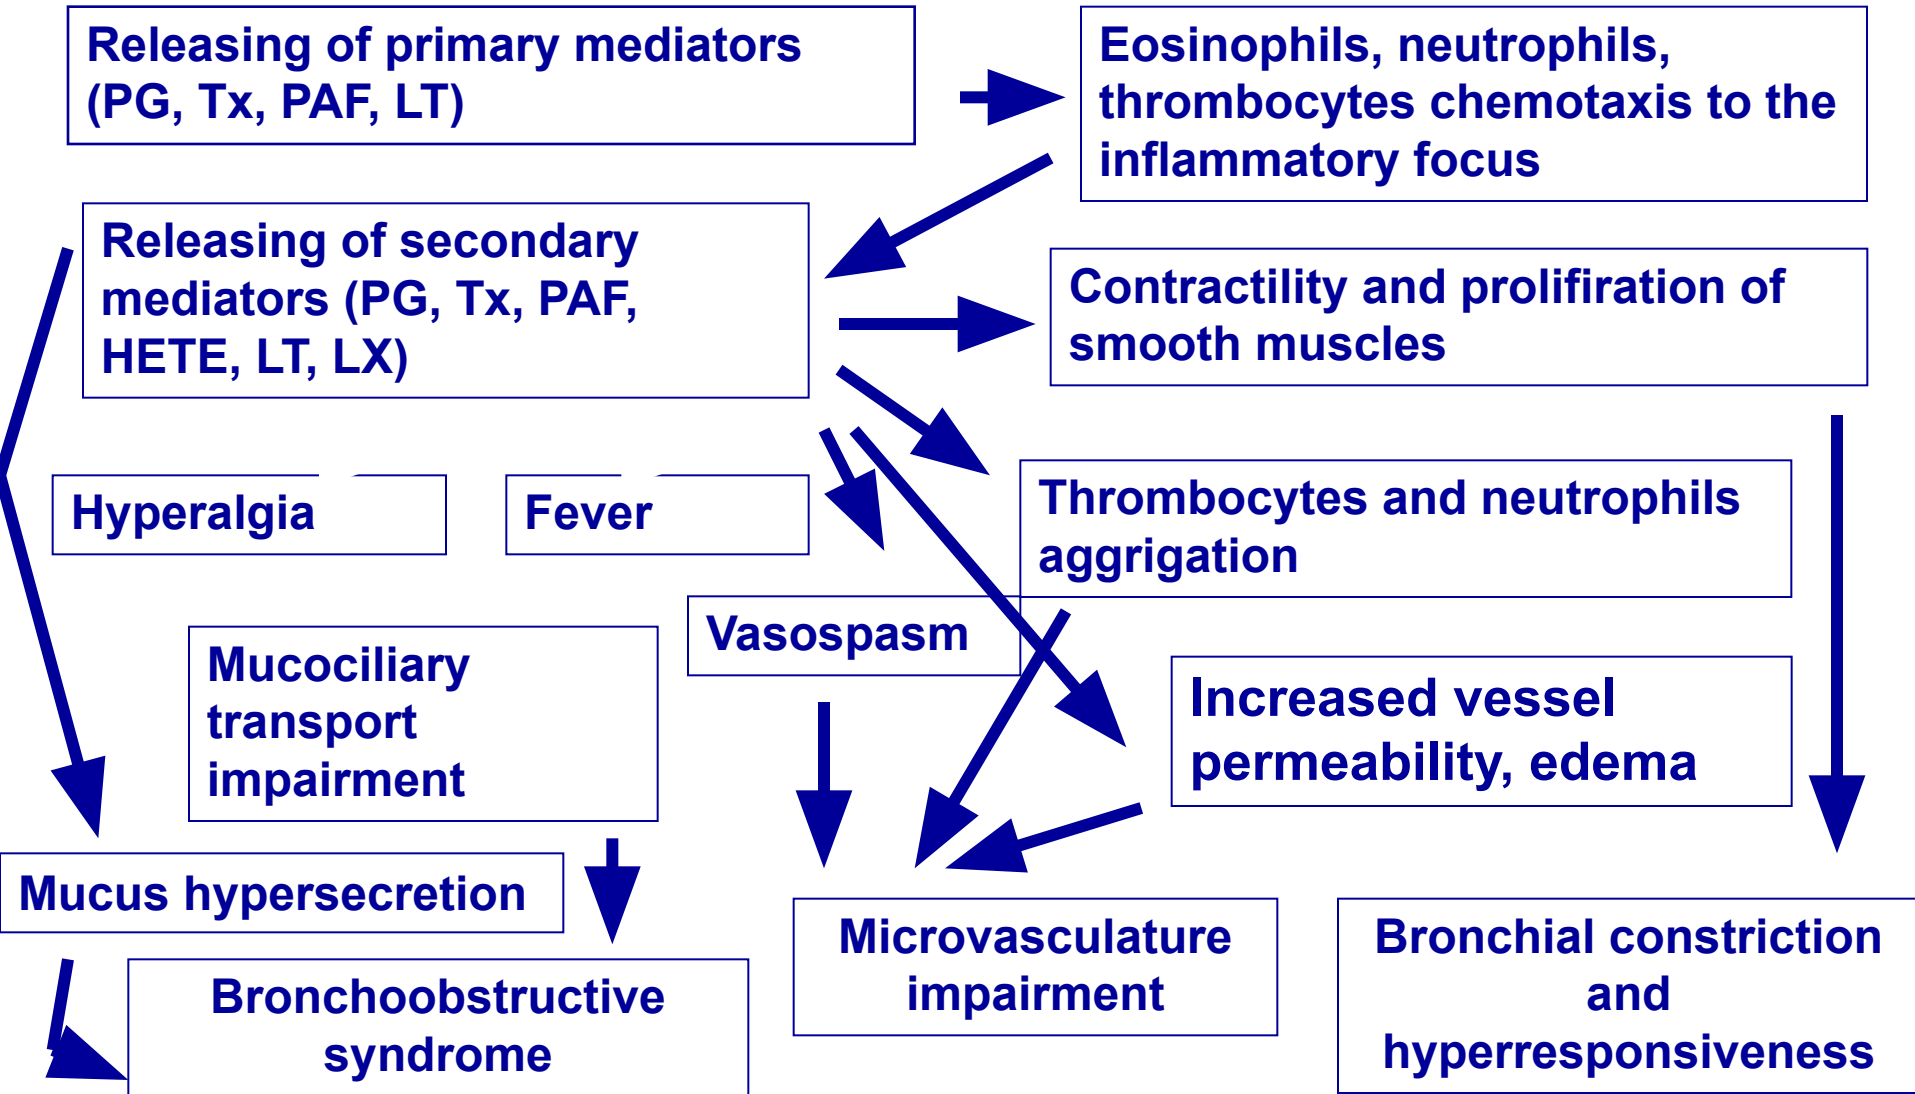 Releasing of primary mediators
(PG, Tx, PAF, LT)
Eosinophils, neutrophils,
thrombocytes chemotaxis to the
inflammatory focus
Releasing of secondary
mediators (PG, Tx, PAF,
HETE, LT, LX)
Contractility and prolifiration of
smooth muscles
Hyperalgia
Fever
Thrombocytes and neutrophils
aggrigation
Vasospasm
Mucociliary
transport
impairment
Increased vessel
permeability, edema
Mucus hypersecretion
Microvasculature
impairment
Bronchial constriction
and
hyperresponsiveness
Bronchoobstructive
syndrome